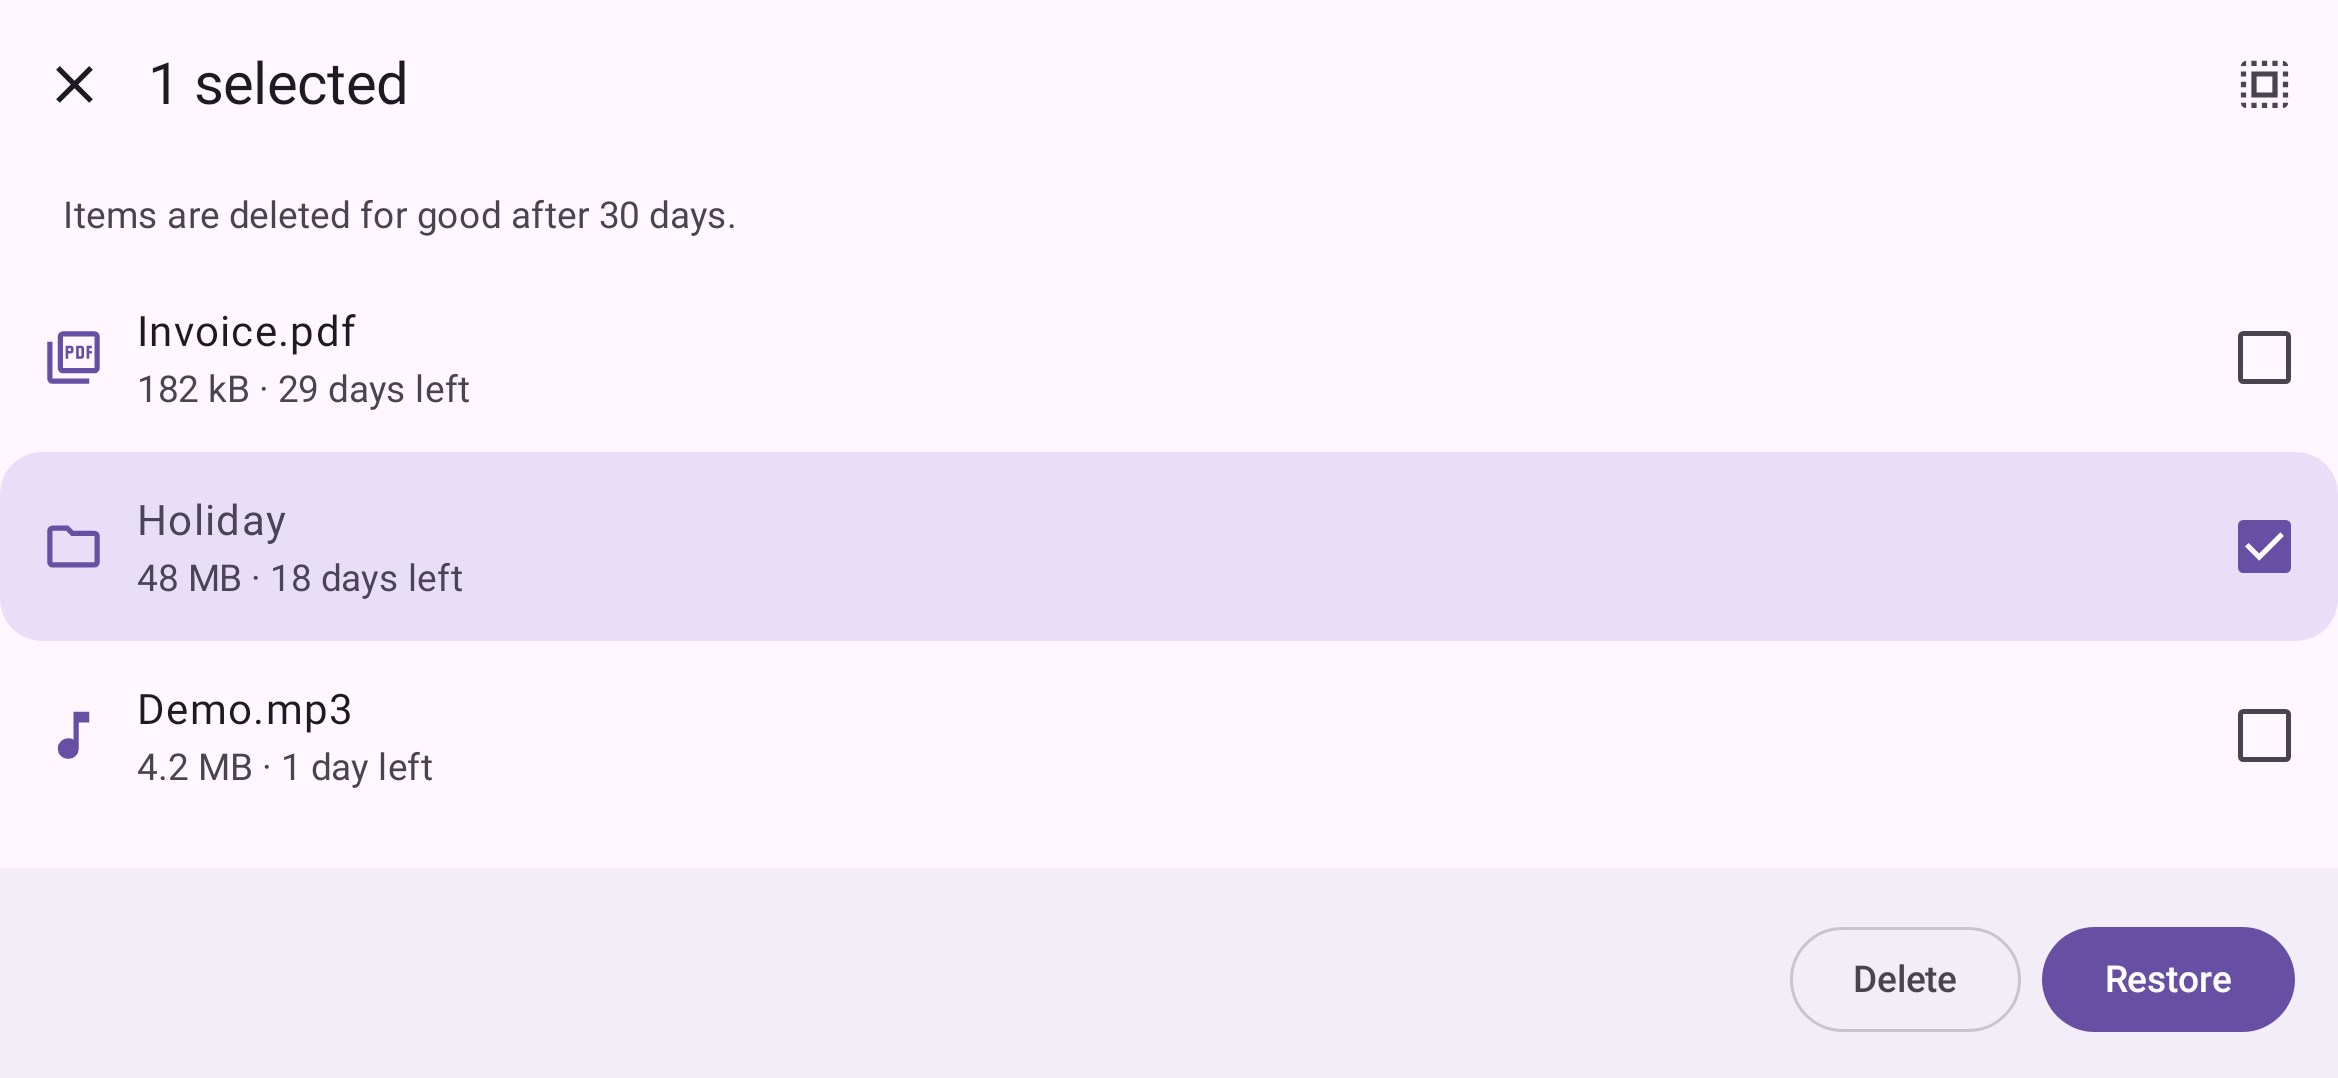 1 selected
Items are deleted for good after 30 days.
Invoice.pdf
PDF
182 kB · 29 days left
Holiday
48 MB · 18 days left
Demo.mp3
4.2 MB · 1 day left
Delete
Restore